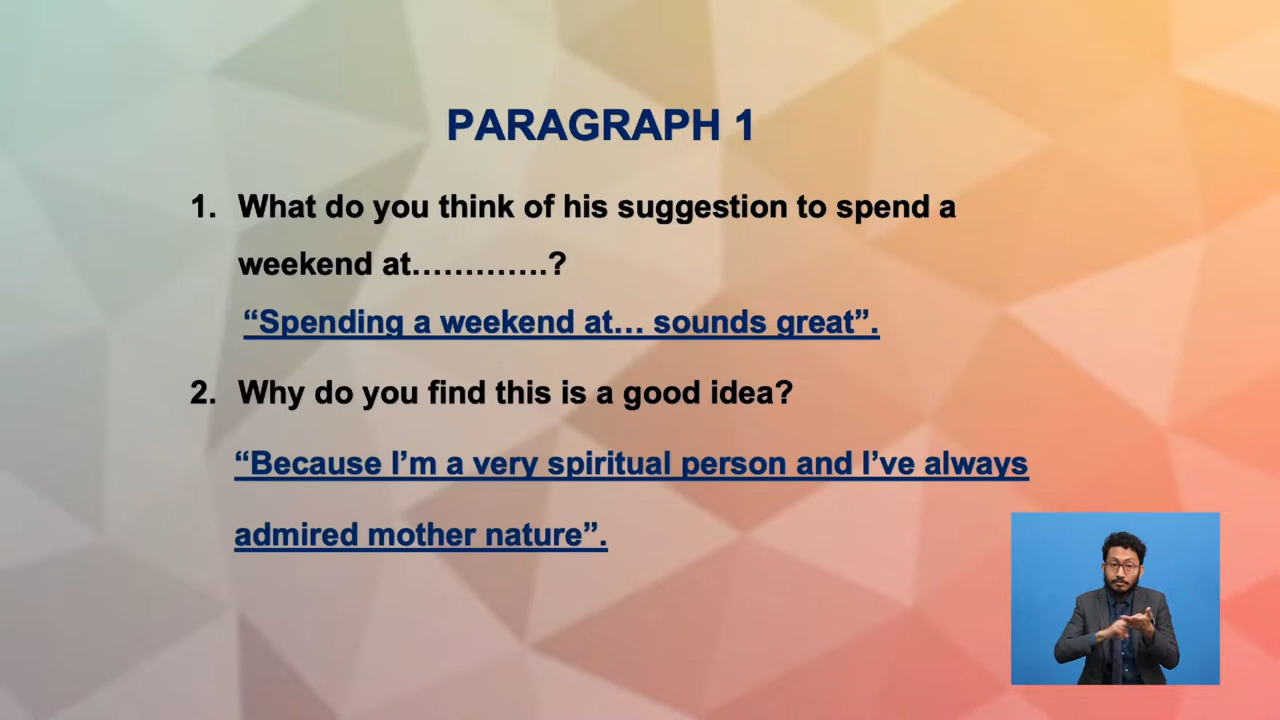 PARAGRAPH 1
1. What do you think of his suggestion to spend a
weekend at………….?
“Spending a weekend at… sounds great”.
2. Why do you find this is a good idea?
“Because I’m a very spiritual person and I’ve always
admired mother nature”.